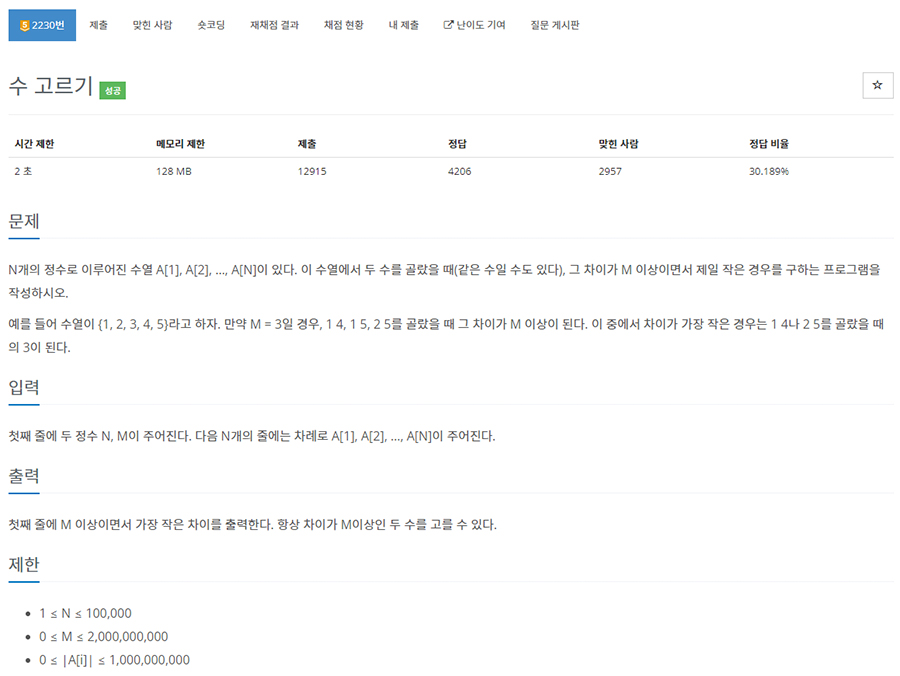 5 2230번 제출 맞힌 사람 숏코딩 재채점 결과 채점 현황 내 제출 난이도 기여 질문 게시판
수 고르기 성공
시간 제한 메모리 제한 제출 정답 맞힌 사람 정답 비율
2 초 128 MB 12915 4206 2957 30.189%
문제
N개의 정수로 이루어진 수열 A[1], A[2], …, A[N]이 있다. 이 수열에서 두 수를 골랐을 때(같은 수일 수도 있다), 그 차이가 M 이상이면서 제일 작은 경우를 구하는 프로그램을
작성하시오.
예를 들어 수열이 {1, 2, 3, 4, 5}라고 하자. 만약 M = 3일 경우, 1 4, 1 5, 2 5를 골랐을 때 그 차이가 M 이상이 된다. 이 중에서 차이가 가장 작은 경우는 1 4나 2 5를 골랐을 때
의 3이 된다.
입력
첫째 줄에 두 정수 N, M이 주어진다. 다음 N개의 줄에는 차례로 A[1], A[2], …, A[N]이 주어진다.
출력
첫째 줄에 M 이상이면서 가장 작은 차이를 출력한다. 항상 차이가 M이상인 두 수를 고를 수 있다.
제한
• 1 ≤ N ≤ 100,000
• 0 ≤ M ≤ 2,000,000,000
• 0 ≤ |A[i]| ≤ 1,000,000,000